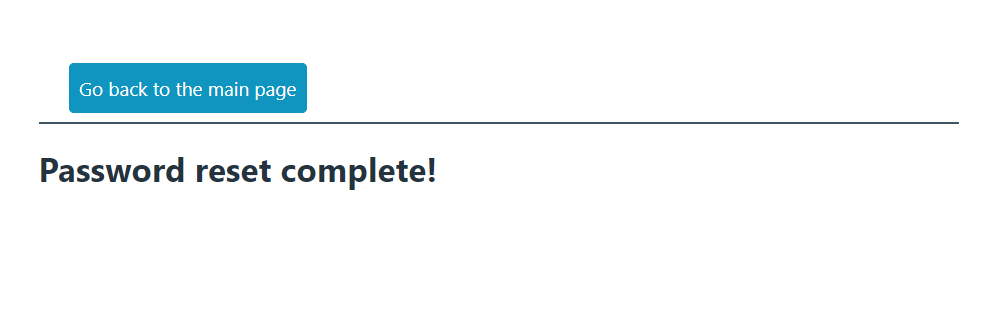 Go back to the main page
Password reset complete!